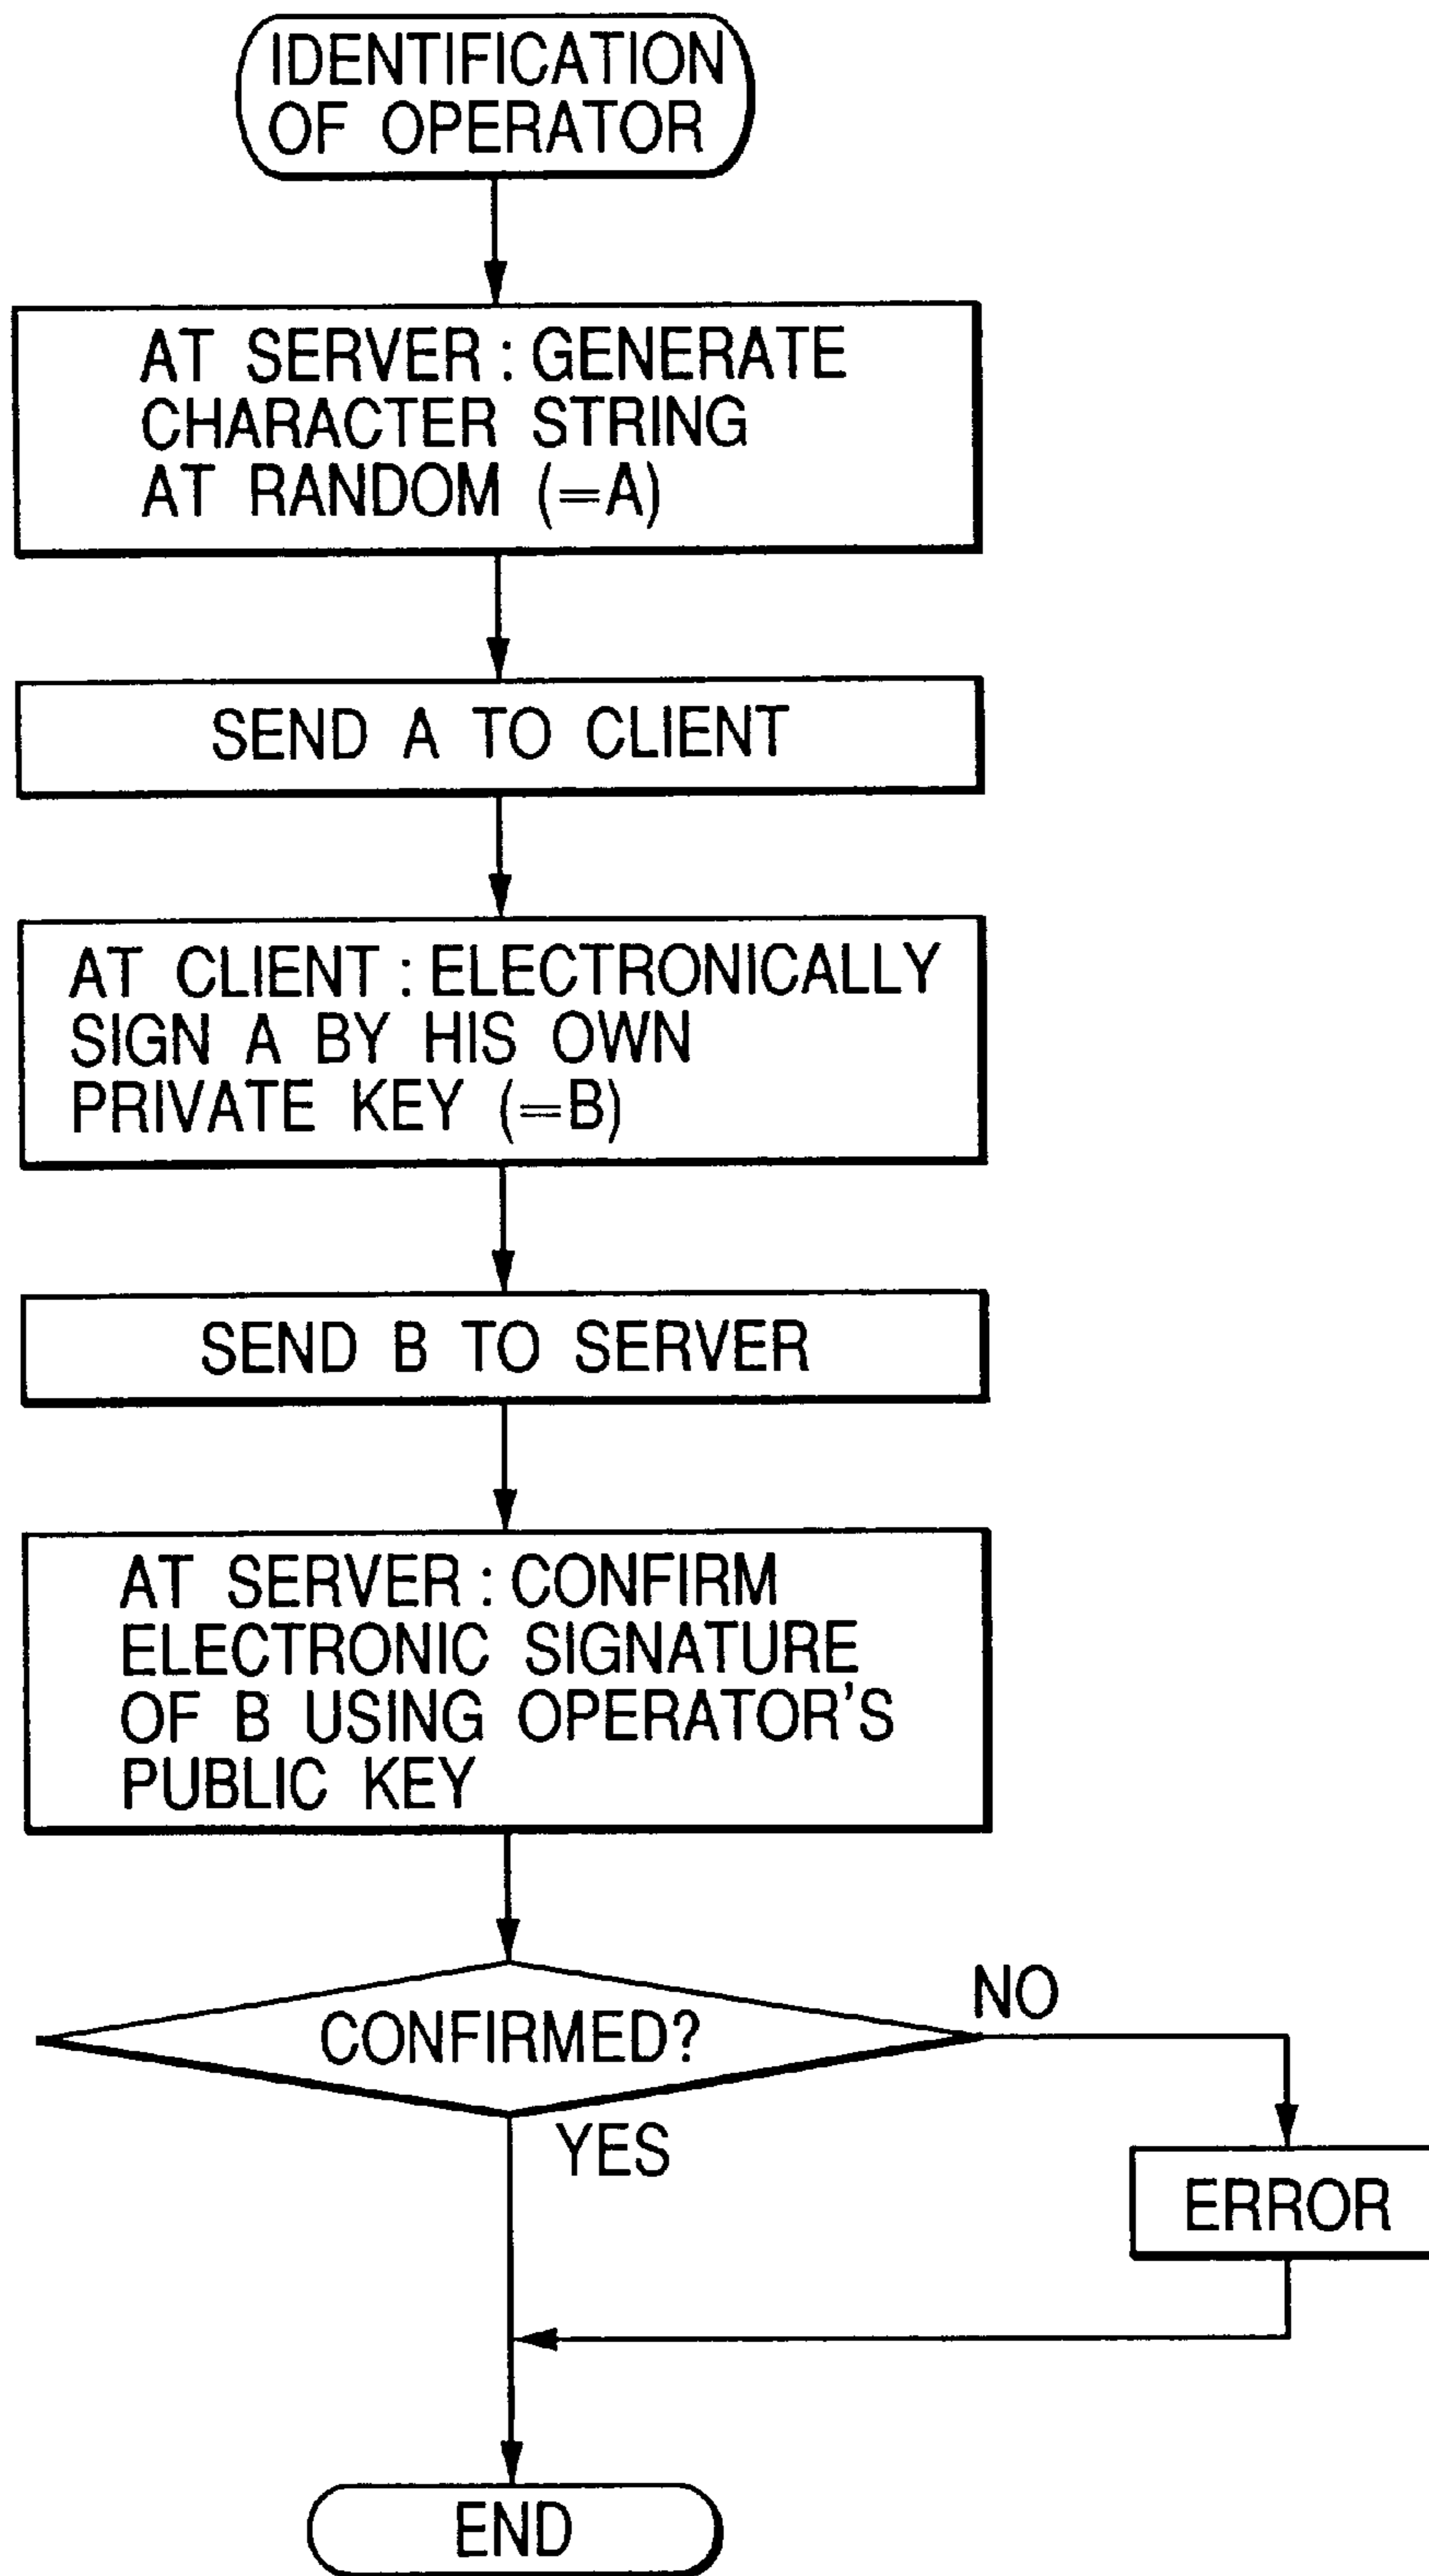 IDENTIFICATION
OF OPERATOR
AT SERVER : GENERATE
CHARACTER STRING
AT RANDOM (=A)
SEND A TO CLIENT
AT CLIENT : ELECTRONICALLY
SIGN A BY HIS OWN
PRIVATE KEY (=B)
SEND B TO SERVER
AT SERVER : CONFIRM
ELECTRONIC SIGNATURE
OF B USING OPERATOR'S
PUBLIC KEY
CONFIRMED?
NO
YES
ERROR
END